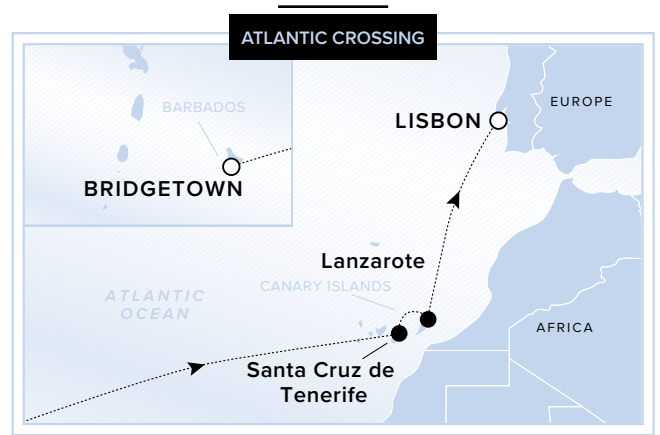 ATLANTIC CROSSING
BARBADOS
BRIDGETOWN
LISBON
EUROPE
Lanzarote
CANARY ISLANDS
ATLANTIC
OCEAN
AFRICA
Santa Cruz de
Tenerife